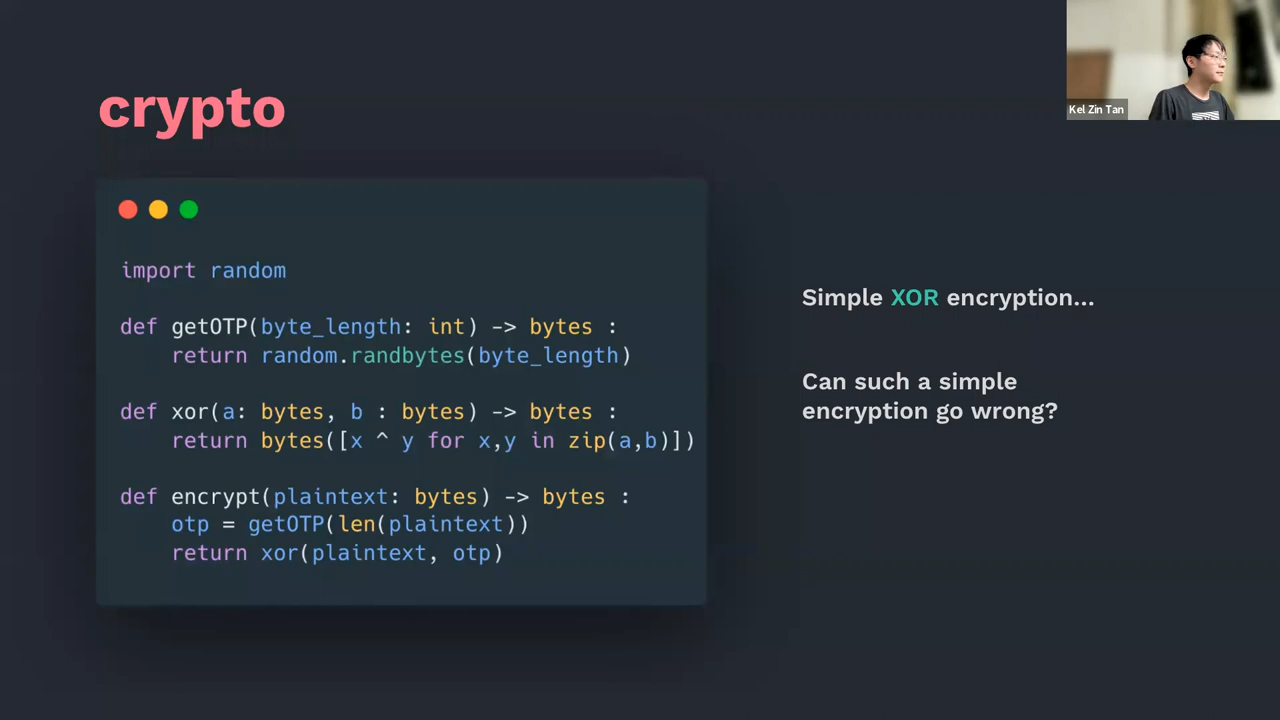 crypto
Kel Zin Tan
import random
def getOTP(byte_length: int) -> bytes :
    return random.randbytes(byte_length)
def xor(a: bytes, b : bytes) -> bytes :
    return bytes([x ^ y for x,y in zip(a,b)])
def encrypt(plaintext: bytes) -> bytes :
    otp = getOTP(len(plaintext))
    return xor(plaintext, otp)
Simple XOR encryption...
Can such a simple
encryption go wrong?